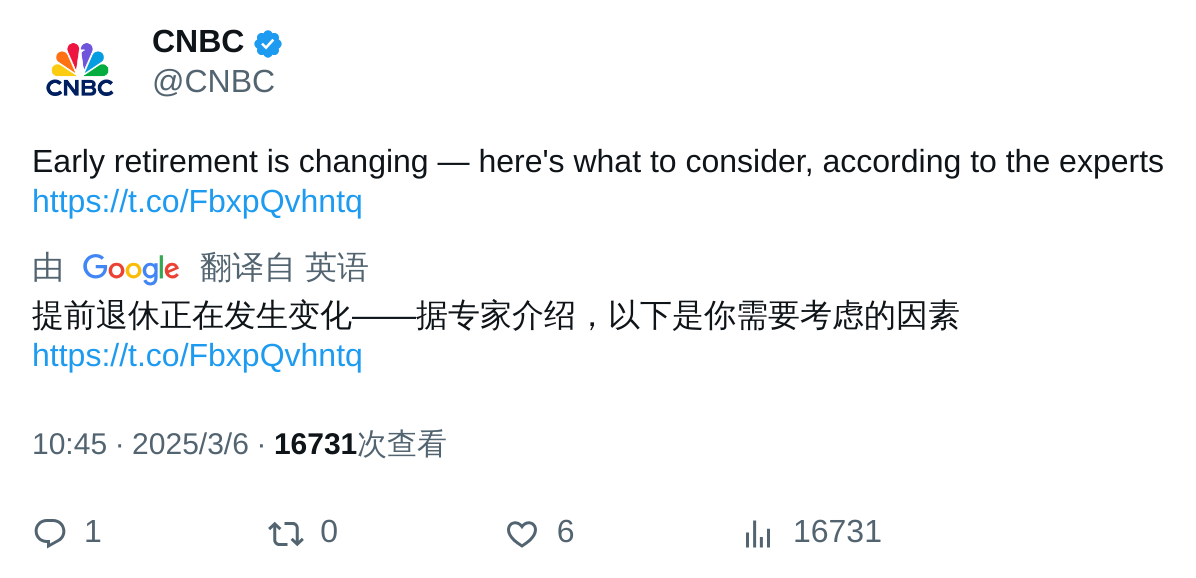 CNBC
CNBC
@CNBC
Early retirement is changing — here's what to consider, according to the experts
https://t.co/FbxpQvhntq
由 Google 翻译自 英语
提前退休正在发生变化——据专家介绍，以下是你需要考虑的因素
https://t.co/FbxpQvhntq
10:45 · 2025/3/6 · 16731次查看
1 0 6 16731